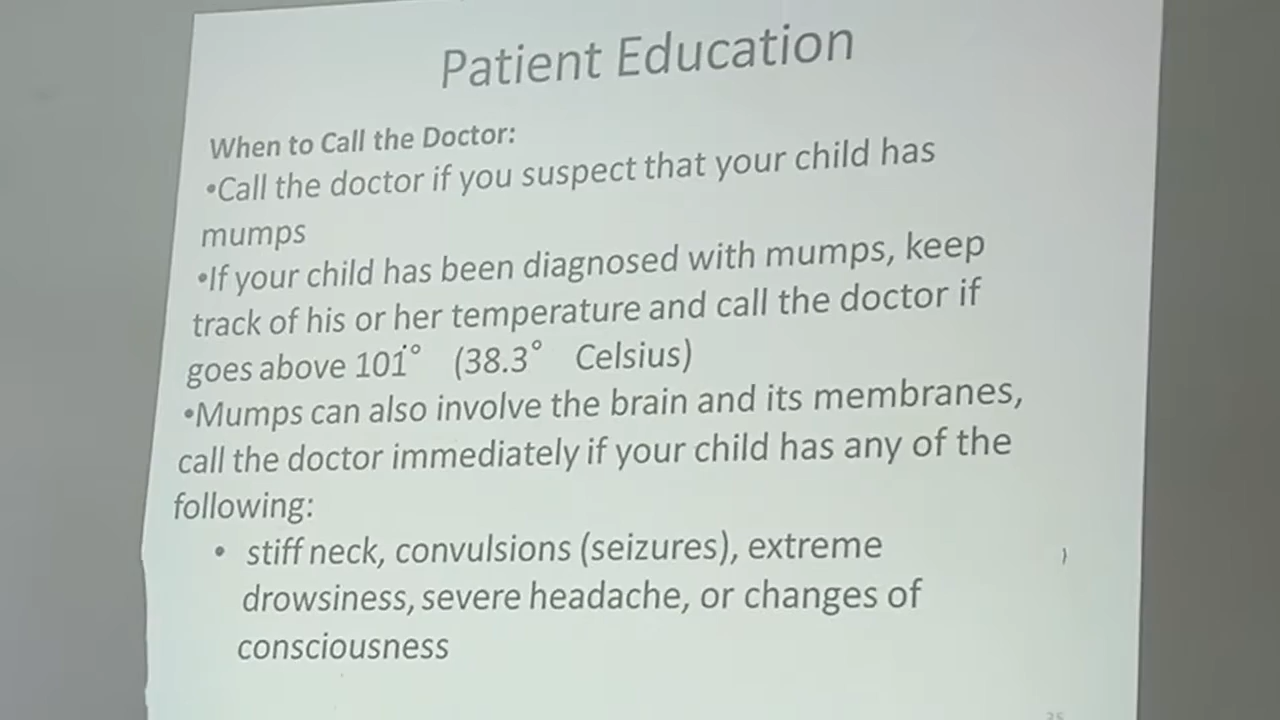 Patient Education
When to Call the Doctor:
•Call the doctor if you suspect that your child has
mumps
•If your child has been diagnosed with mumps, keep
track of his or her temperature and call the doctor if
goes above 101° (38.3° Celsius)
•Mumps can also involve the brain and its membranes,
call the doctor immediately if your child has any of the
following:
• stiff neck, convulsions (seizures), extreme
drowsiness, severe headache, or changes of
consciousness